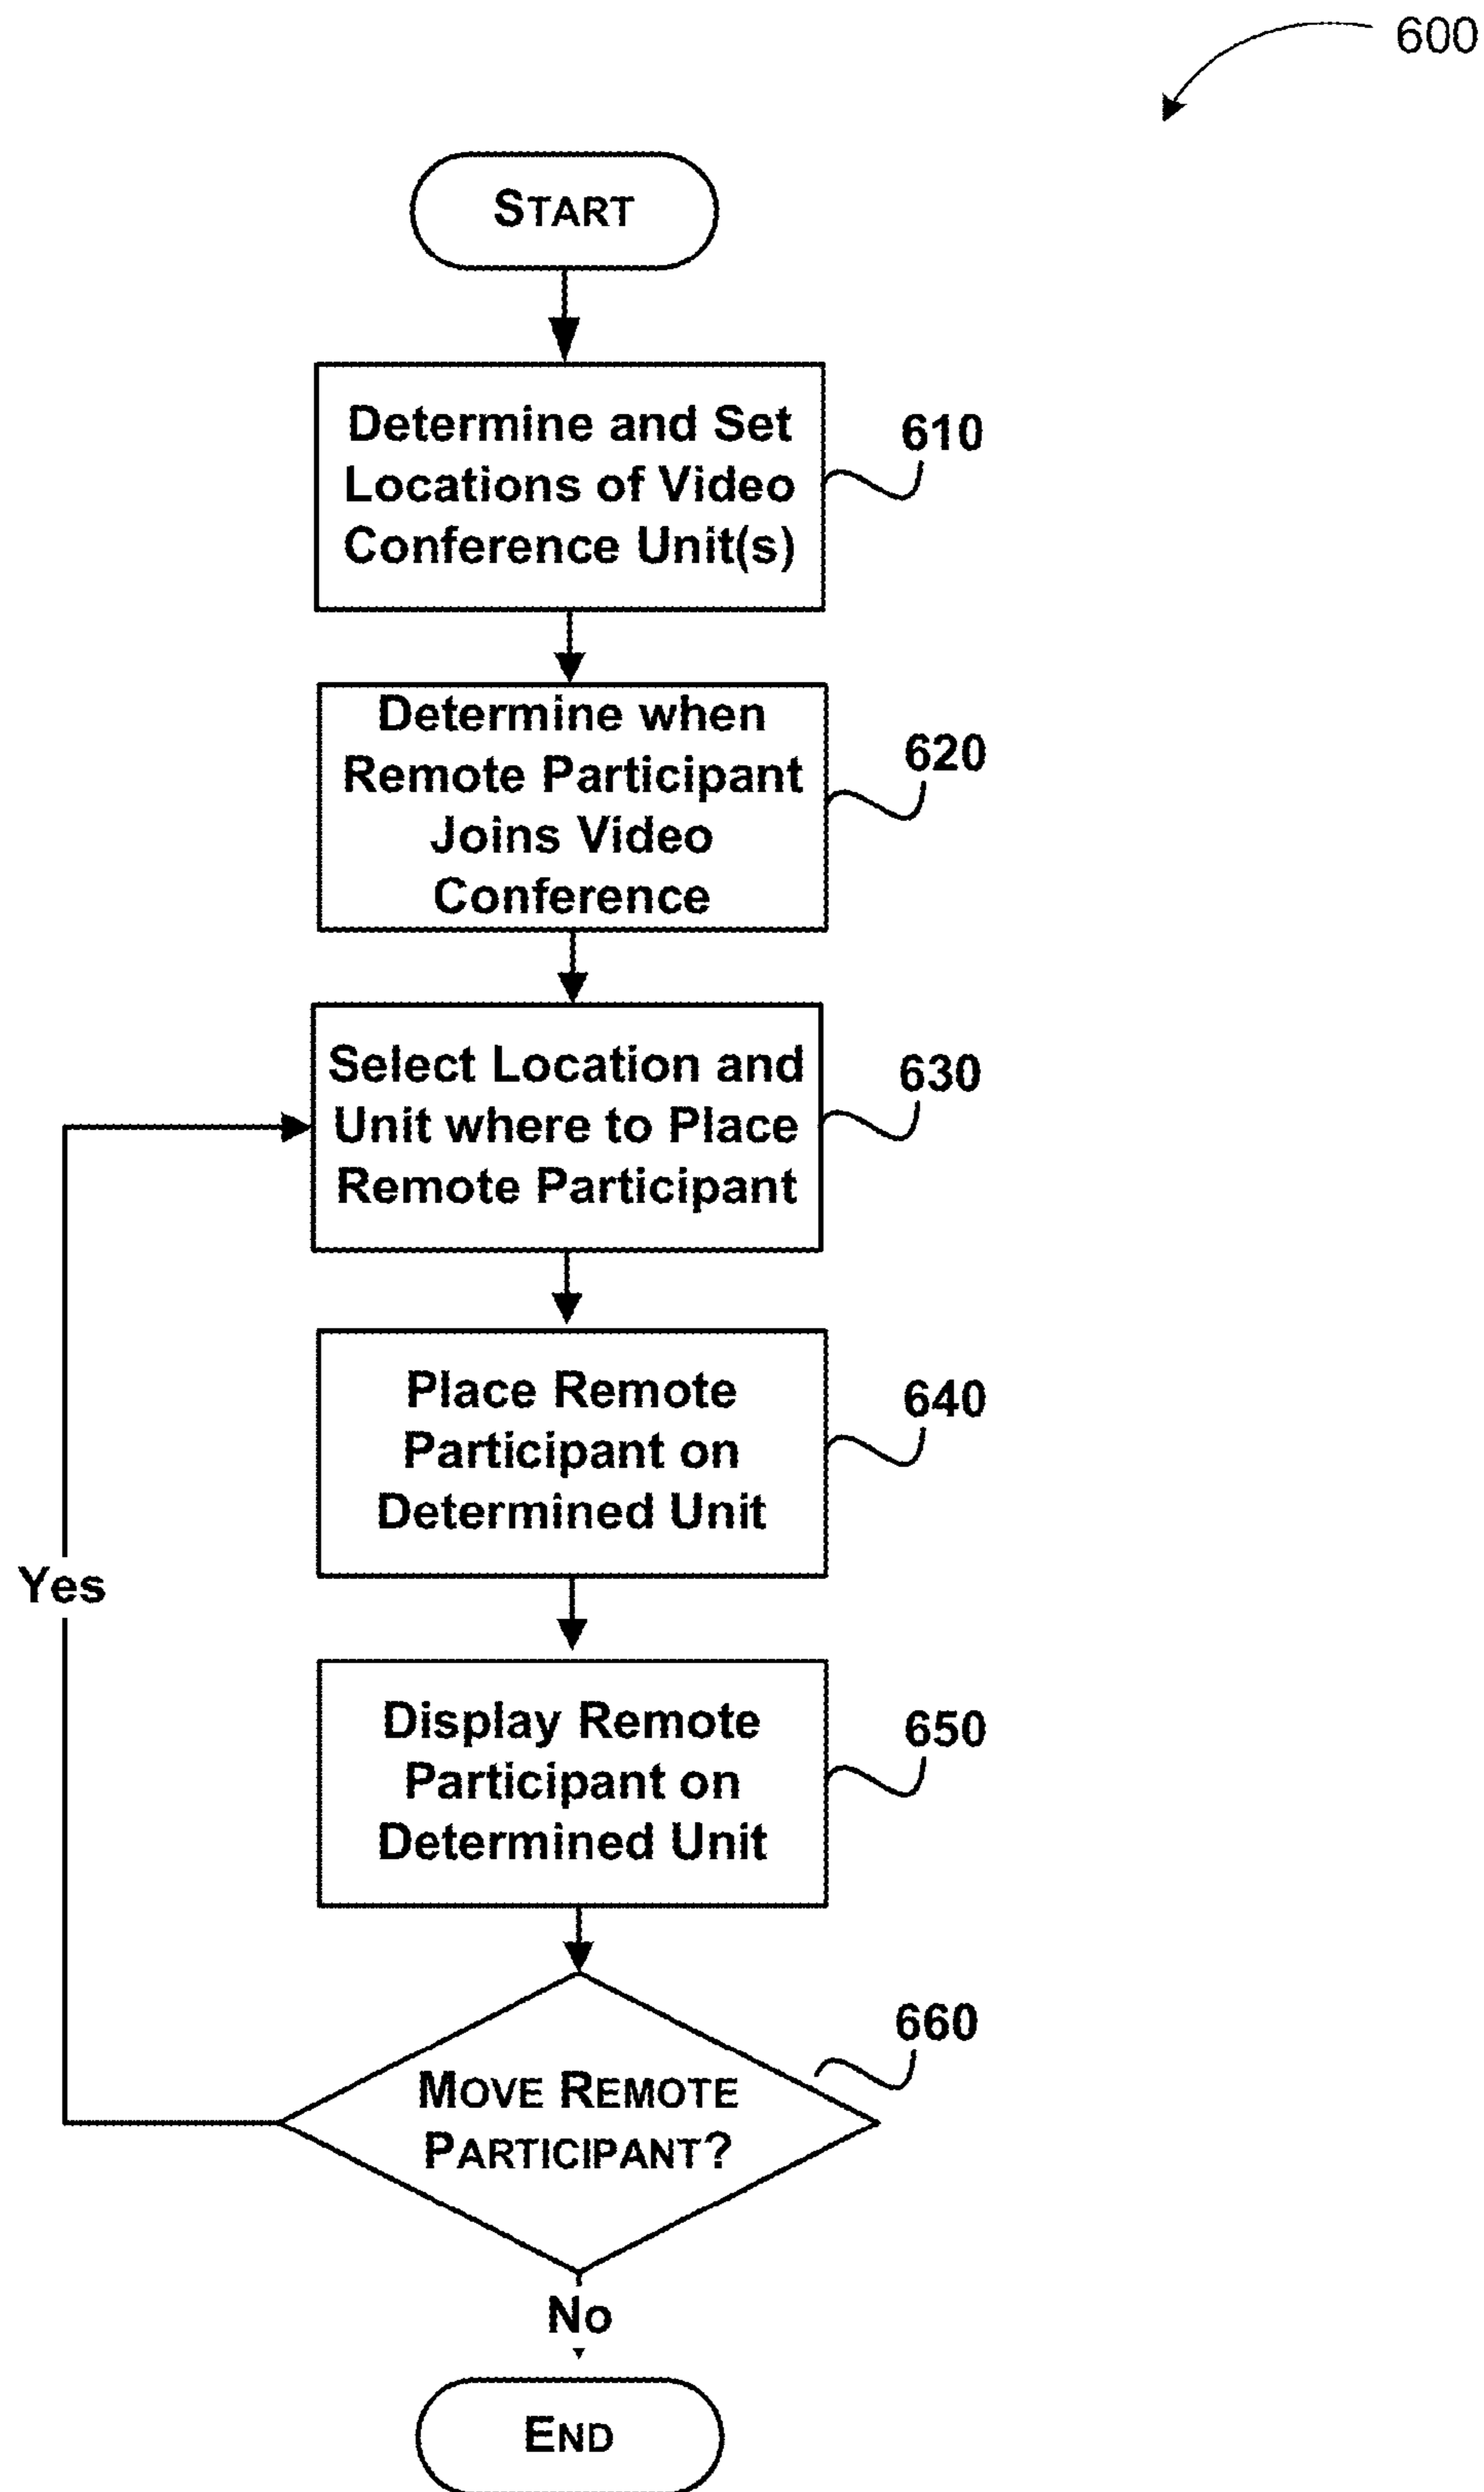 600
START
Determine and Set
Locations of Video
Conference Unit(s)
610
Determine when
Remote Participant
Joins Video
Conference
620
Select Location and
Unit where to Place
Remote Participant
630
Place Remote
Participant on
Determined Unit
640
Yes
Display Remote
Participant on
Determined Unit
650
MOVE REMOTE
PARTICIPANT?
660
No
END